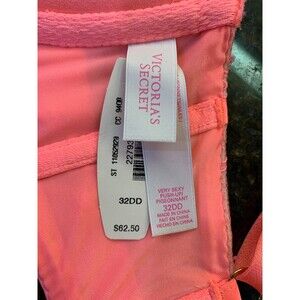 VICTORIA'S
SECRET
32DD
$62.50
VERY SEXY
PUSH-UP/
PIGEONNANT
32DD
MADE IN CHINA
FAIT EN CHINE
HECHO EN CHINA